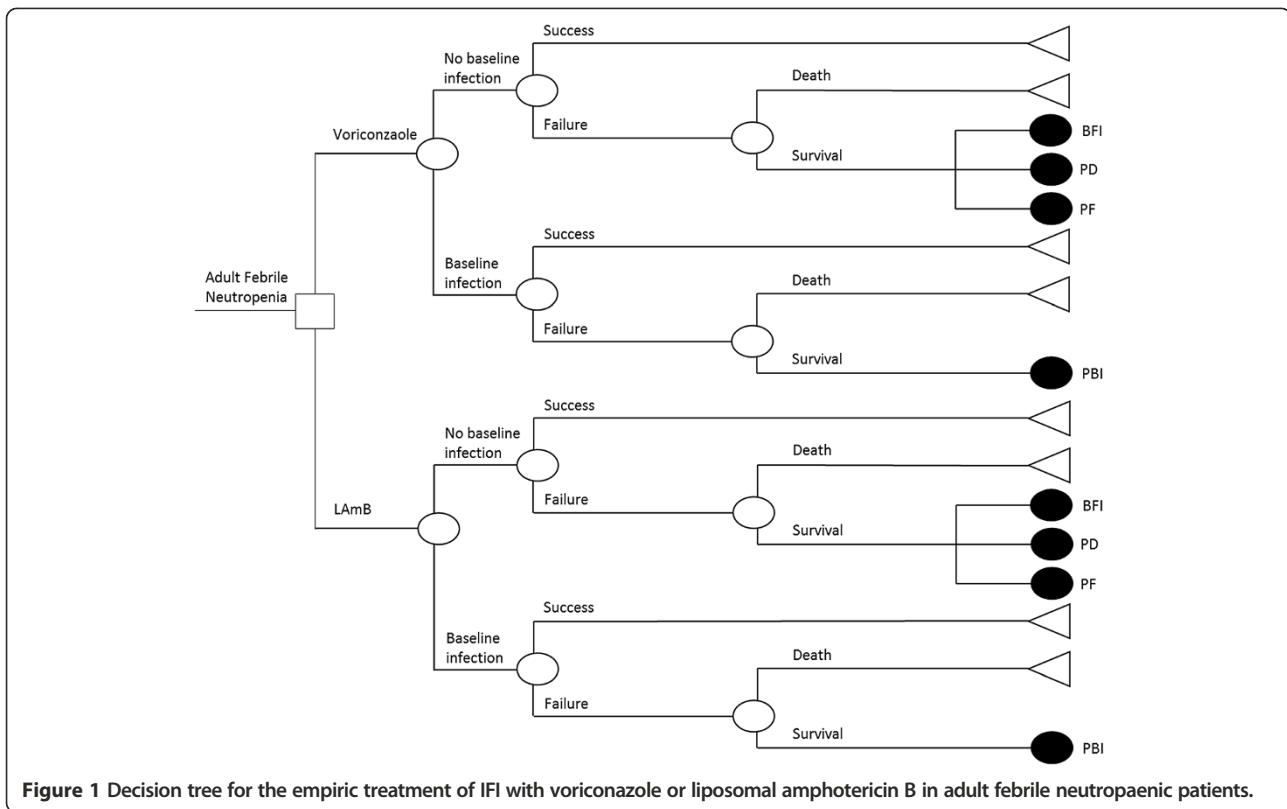 Success
No baseline
infection
Death
Failure
Voriconzaole
BFI
Survival
PD
PF
Success
Baseline
infection
Death
Adult Febrile
Neutropenia
Failure
Survival
PBI
Success
No baseline
infection
Death
Failure
LAmB
BFI
Survival
PD
PF
Success
Baseline
infection
Death
Failure
Survival
PBI
Figure 1 Decision tree for the empiric treatment of IFI with voriconazole or liposomal amphotericin B in adult febrile neutropaenic patients.